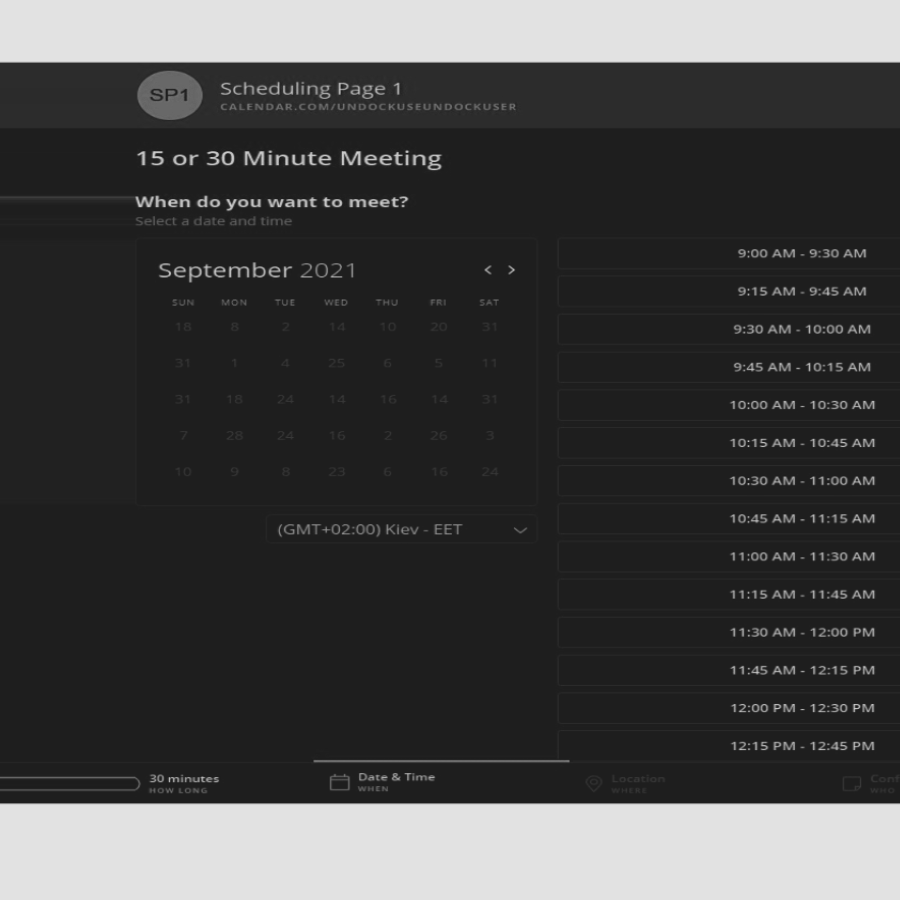 SP1
Scheduling Page 1
CALENDAR.COM/UNDOCKUSEUNDOCKUSER
15 or 30 Minute Meeting
When do you want to meet?
Select a date and time
September 2021
< >
SUN MON TUE WED THU FRI SAT
18 8 2 14 10 20 31
31 1 4 25 6 5 11
31 18 24 14 16 14 31
7 28 24 16 2 26 3
10 9 8 23 6 16 24
(GMT+02:00) Kiev - EET
9:00 AM - 9:30 AM
9:15 AM - 9:45 AM
9:30 AM - 10:00 AM
9:45 AM - 10:15 AM
10:00 AM - 10:30 AM
10:15 AM - 10:45 AM
10:30 AM - 11:00 AM
10:45 AM - 11:15 AM
11:00 AM - 11:30 AM
11:15 AM - 11:45 AM
11:30 AM - 12:00 PM
11:45 AM - 12:15 PM
12:00 PM - 12:30 PM
12:15 PM - 12:45 PM
30 minutes
HOW LONG
Date & Time
WHEN
Location
WHERE
Conf
WHO